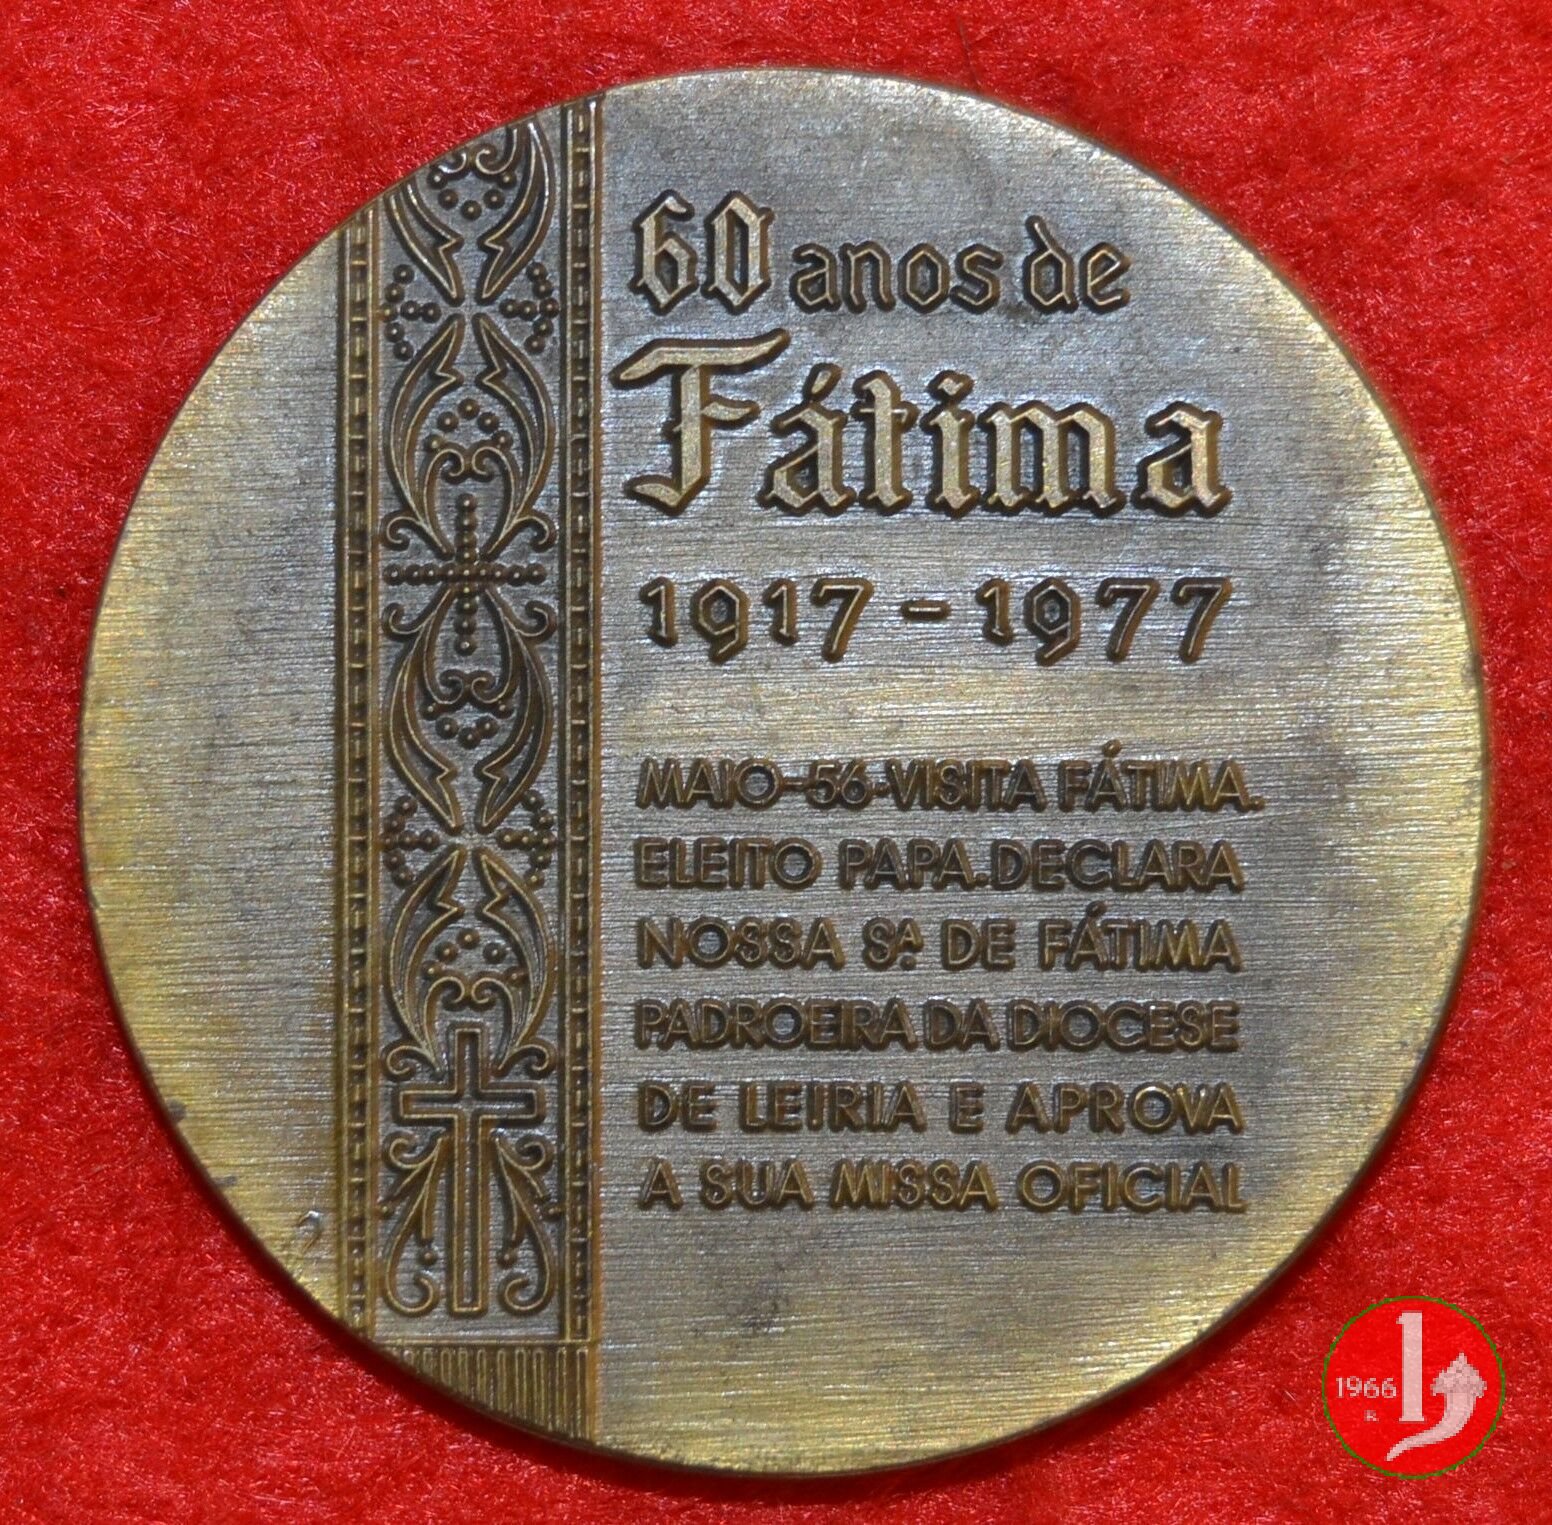 60 anos de
Fátima
1917-1977
MAIO-56-VISITA FÁTIMA.
ELEITO PAPA.DECLARA
NOSSA Sª DE FÁTIMA
PADROEIRA DA DIOCESE
DE LEIRIA E APROVA
A SUA MISSA OFICIAL
1966
R